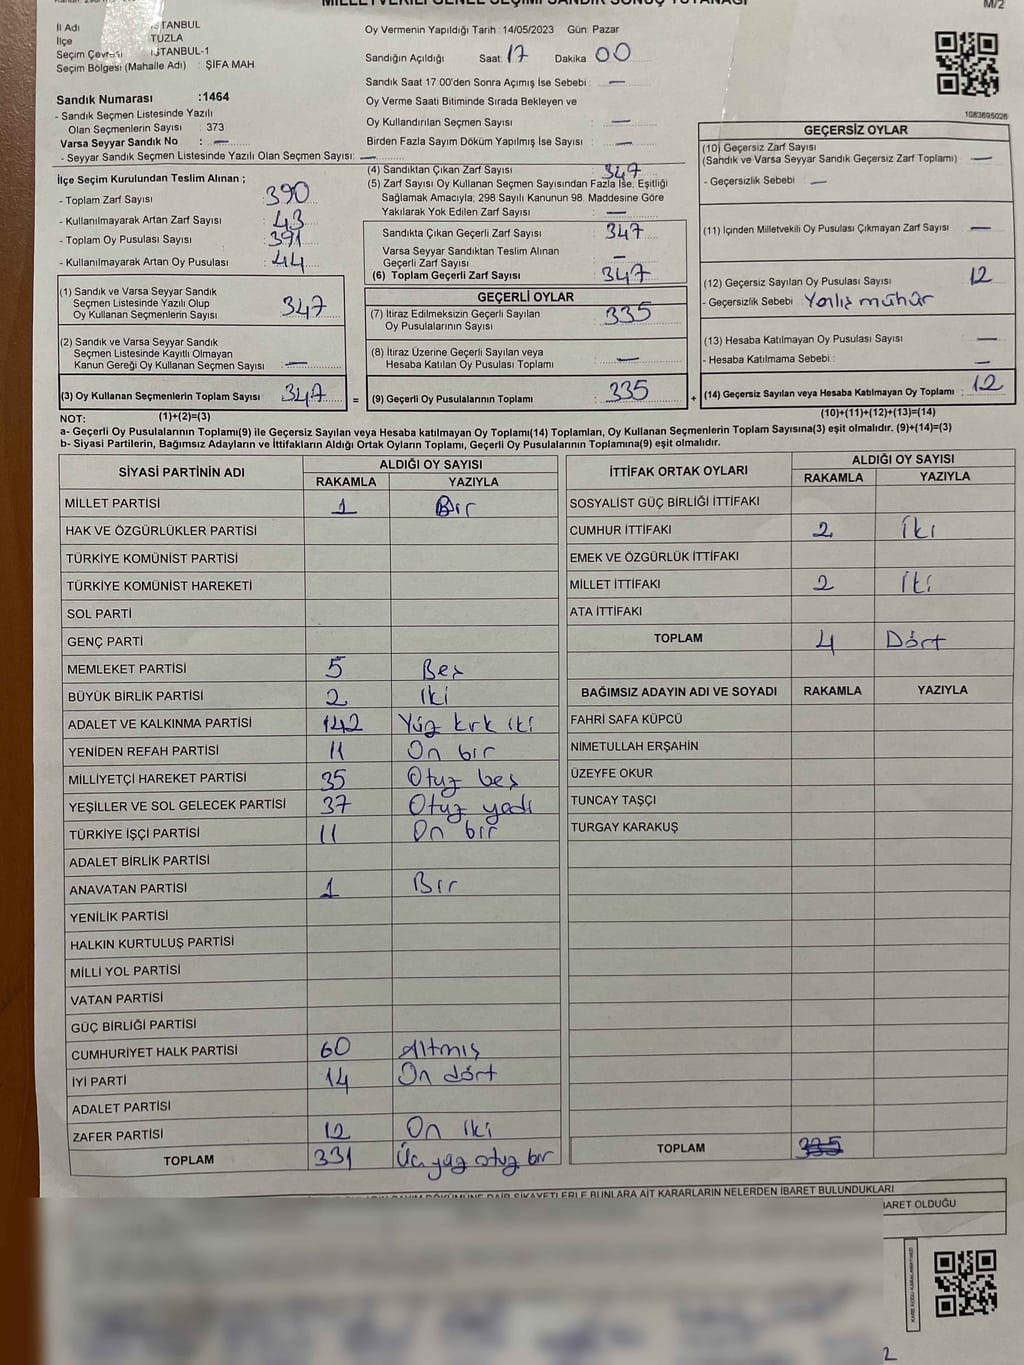 MİLLETVEKİLİ GENEL SEÇİMİ SANDIK SONUÇ TUTANAĞI
M/2
İl Adı : İSTANBUL
İlçe TUZLA
Seçim Çevresi İSTANBUL-1
Seçim Bölgesi (Mahalle Adı) : ŞİFA MAH
Oy Vermenin Yapıldığı Tarih :14/05/2023 Gün: Pazar
Sandığın Açıldığı Saat: 17 Dakika 00
Sandık Saat 17 00'den Sonra Açımış İse Sebebi : —
Oy Verme Saati Bitiminde Sırada Bekleyen ve
Oy Kullandırılan Seçmen Sayısı : —
Birden Fazla Sayım Döküm Yapılmış İse Sayısı : —
1083695026
Sandık Numarası :1464
- Sandık Seçmen Listesinde Yazılı
Olan Seçmenlerin Sayısı : 373
Varsa Seyyar Sandık No : —
- Seyyar Sandık Seçmen Listesinde Yazılı Olan Seçmen Sayısı: —
İlçe Seçim Kurulundan Teslim Alınan ;
- Toplam Zarf Sayısı : 390
- Kullanılmayarak Artan Zarf Sayısı : 43
- Toplam Oy Pusulası Sayısı : 391
- Kullanılmayarak Artan Oy Pusulası : 44
(4) Sandıktan Çıkan Zarf Sayısı : 347
(5) Zarf Sayısı Oy Kullanan Seçmen Sayısından Fazla İse, Eşitliği
Sağlamak Amacıyla; 298 Sayılı Kanunun 98. Maddesine Göre
Yakılarak Yok Edilen Zarf Sayısı : —
Sandıkta Çıkan Geçerli Zarf Sayısı : 347
Varsa Seyyar Sandıktan Teslim Alınan
Geçerli Zarf Sayısı : —
(6) Toplam Geçerli Zarf Sayısı : 347
GEÇERSİZ OYLAR
(10) Geçersiz Zarf Sayısı
(Sandık ve Varsa Seyyar Sandık Geçersiz Zarf Toplamı) : —
- Geçersizlik Sebebi : —
(11) İçinden Milletvekili Oy Pusulası Çıkmayan Zarf Sayısı : —
(12) Geçersiz Sayılan Oy Pusulası Sayısı : 12
- Geçersizlik Sebebi : Yanlış mühür
(13) Hesaba Katılmayan Oy Pusulası Sayısı : —
- Hesaba Katılmama Sebebi : —
(14) Geçersiz Sayılan veya Hesaba Katılmayan Oy Toplamı : 12
(10)+(11)+(12)+(13)=(14)
(1) Sandık ve Varsa Seyyar Sandık
Seçmen Listesinde Yazılı Olup
Oy Kullanan Seçmenlerin Sayısı : 347
(2) Sandık ve Varsa Seyyar Sandık
Seçmen Listesinde Kayıtlı Olmayan
Kanun Gereği Oy Kullanan Seçmen Sayısı : —
(3) Oy Kullanan Seçmenlerin Toplam Sayısı : 347 =
GEÇERLİ OYLAR
(7) İtiraz Edilmeksizin Geçerli Sayılan
Oy Pusulalarının Sayısı : 335
(8) İtiraz Üzerine Geçerli Sayılan veya
Hesaba Katılan Oy Pusulası Toplamı : —
(9) Geçerli Oy Pusulalarının Toplamı : 335 +
NOT: (1)+(2)=(3)
a- Geçerli Oy Pusulalarının Toplamı(9) ile Geçersiz Sayılan veya Hesaba katılmayan Oy Toplamı(14) Toplamları, Oy Kullanan Seçmenlerin Toplam Sayısına(3) eşit olmalıdır. (9)+(14)=(3)
b- Siyasi Partilerin, Bağımsız Adayların ve İttifakların Aldığı Ortak Oyların Toplamı, Geçerli Oy Pusulalarının Toplamına(9) eşit olmalıdır.
SİYASİ PARTİNİN ADI ALDIĞI OY SAYISI
RAKAMLA YAZIYLA
MİLLET PARTİSİ 1 Bir
HAK VE ÖZGÜRLÜKLER PARTİSİ
TÜRKİYE KOMÜNİST PARTİSİ
TÜRKİYE KOMÜNİST HAREKETİ
SOL PARTİ
GENÇ PARTİ
MEMLEKET PARTİSİ 5 Beş
BÜYÜK BİRLİK PARTİSİ 2 İki
ADALET VE KALKINMA PARTİSİ 142 Yüz kırk iki
YENİDEN REFAH PARTİSİ 11 On bir
MİLLİYETÇİ HAREKET PARTİSİ 35 Otuz beş
YEŞİLLER VE SOL GELECEK PARTİSİ 37 Otuz yedi
TÜRKİYE İŞÇİ PARTİSİ 11 On bir
ADALET BİRLİK PARTİSİ
ANAVATAN PARTİSİ 1 Bir
YENİLİK PARTİSİ
HALKIN KURTULUŞ PARTİSİ
MİLLİ YOL PARTİSİ
VATAN PARTİSİ
GÜÇ BİRLİĞİ PARTİSİ
CUMHURİYET HALK PARTİSİ 60 Altmış
İYİ PARTİ 14 On dört
ADALET PARTİSİ
ZAFER PARTİSİ 12 On iki
TOPLAM 331 Üç yüz otuz bir
İTTİFAK ORTAK OYLARI ALDIĞI OY SAYISI
RAKAMLA YAZIYLA
SOSYALİST GÜÇ BİRLİĞİ İTTİFAKI
CUMHUR İTTİFAKI 2 İki
EMEK VE ÖZGÜRLÜK İTTİFAKI
MİLLET İTTİFAKI 2 İki
ATA İTTİFAKI
TOPLAM 4 Dört
BAĞIMSIZ ADAYIN ADI VE SOYADI RAKAMLA YAZIYLA
FAHRİ SAFA KÜPCÜ
NİMETULLAH ERŞAHİN
ÜZEYFE OKUR
TUNCAY TAŞÇI
TURGAY KARAKUŞ
TOPLAM 335
DÖKÜMÜNE DAİR ŞİKAYETLERLE BUNLARA AİT KARARLARIN NELERDEN İBARET BULUNDUKLARI
İBARET OLDUĞU
2